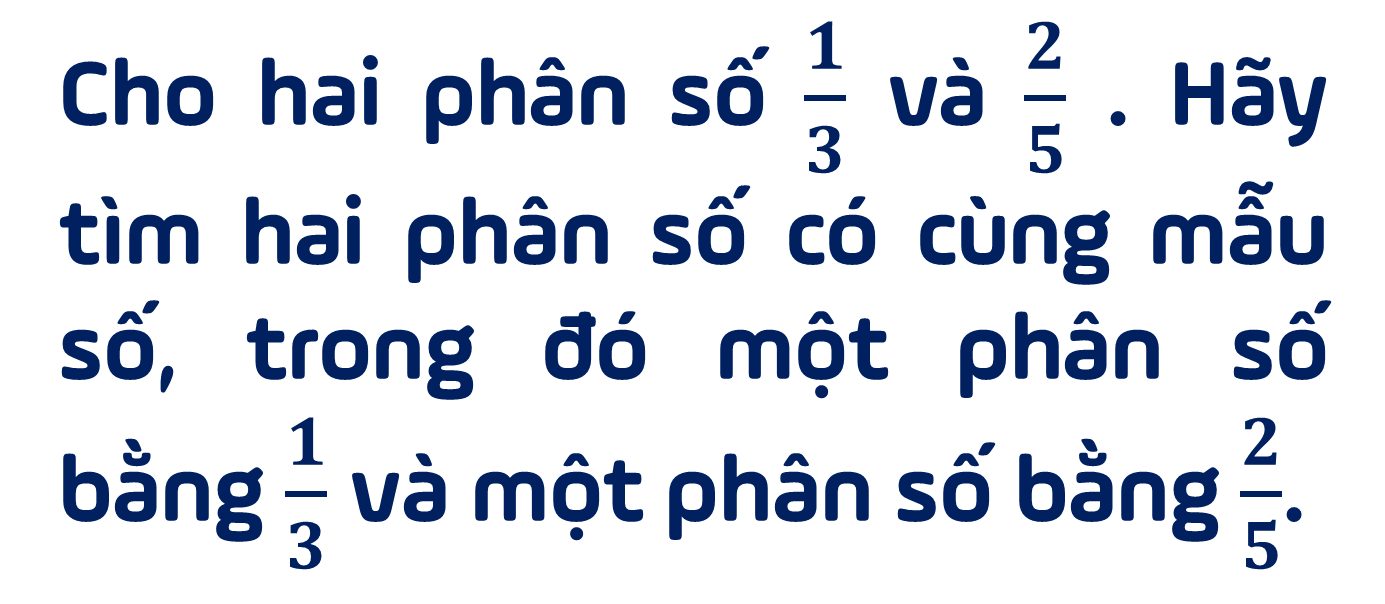 Cho hai phân số 1/3 và 2/5 . Hãy
tìm hai phân số có cùng mẫu
số, trong đó một phân số
bằng 1/3 và một phân số bằng 2/5.